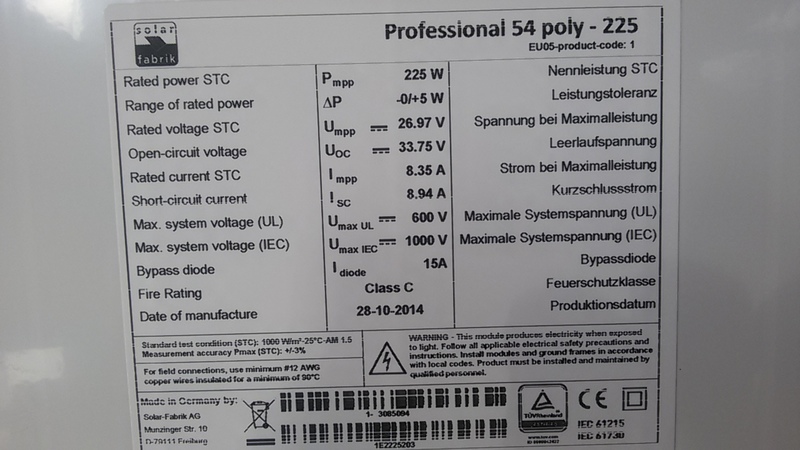 solar
fabrik
Professional 54 poly - 225
EU05-product-code: 1
Rated power STC Pmpp 225 W Nennleistung STC
Range of rated power ΔP -0/+5 W Leistungstoleranz
Rated voltage STC Umpp 26.97 V Spannung bei Maximalleistung
Open-circuit voltage UOC 33.75 V Leerlaufspannung
Rated current STC Impp 8.35 A Strom bei Maximalleistung
Short-circuit current ISC 8.94 A Kurzschlussstrom
Max. system voltage (UL) Umax UL 600 V Maximale Systemspannung (UL)
Max. system voltage (IEC) Umax IEC 1000 V Maximale Systemspannung (IEC)
Bypass diode Idiode 15A Bypassdiode
Fire Rating Class C Feuerschutzklasse
Date of manufacture 28-10-2014 Produktionsdatum
Standard test condition (STC): 1000 W/m²-25°C-AM 1.5
Measurement accuracy Pmax (STC): +/-3%
For field connections, use minimum #12 AWG
copper wires insulated for a minimum of 90°C
WARNING - This module produces electricity when exposed
to light. Follow all applicable electrical safety precautions and
instructions. Install modules and ground frames in accordance
with local codes. Product must be installed and maintained by
qualified personnel.
Made in Germany by:
Solar-Fabrik AG
Munzinger Str. 10
D-79111 Freiburg
1- 3085094
1E2225203
TÜVRheinland
CE
IEC 61215
IEC 61730